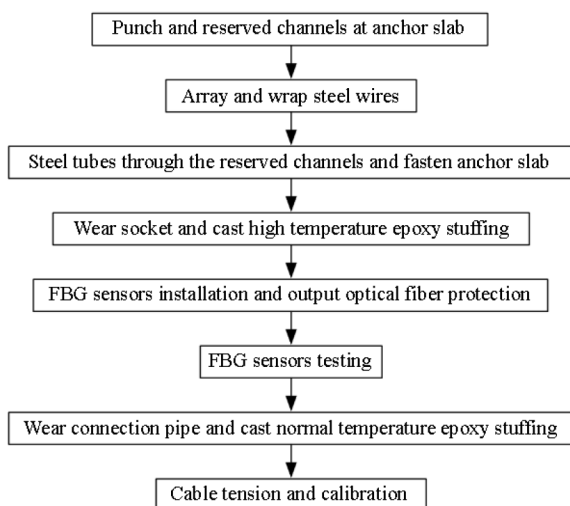 Punch and reserved channels at anchor slab
Array and wrap steel wires
Steel tubes through the reserved channels and fasten anchor slab
Wear socket and cast high temperature epoxy stuffing
FBG sensors installation and output optical fiber protection
FBG sensors testing
Wear connection pipe and cast normal temperature epoxy stuffing
Cable tension and calibration